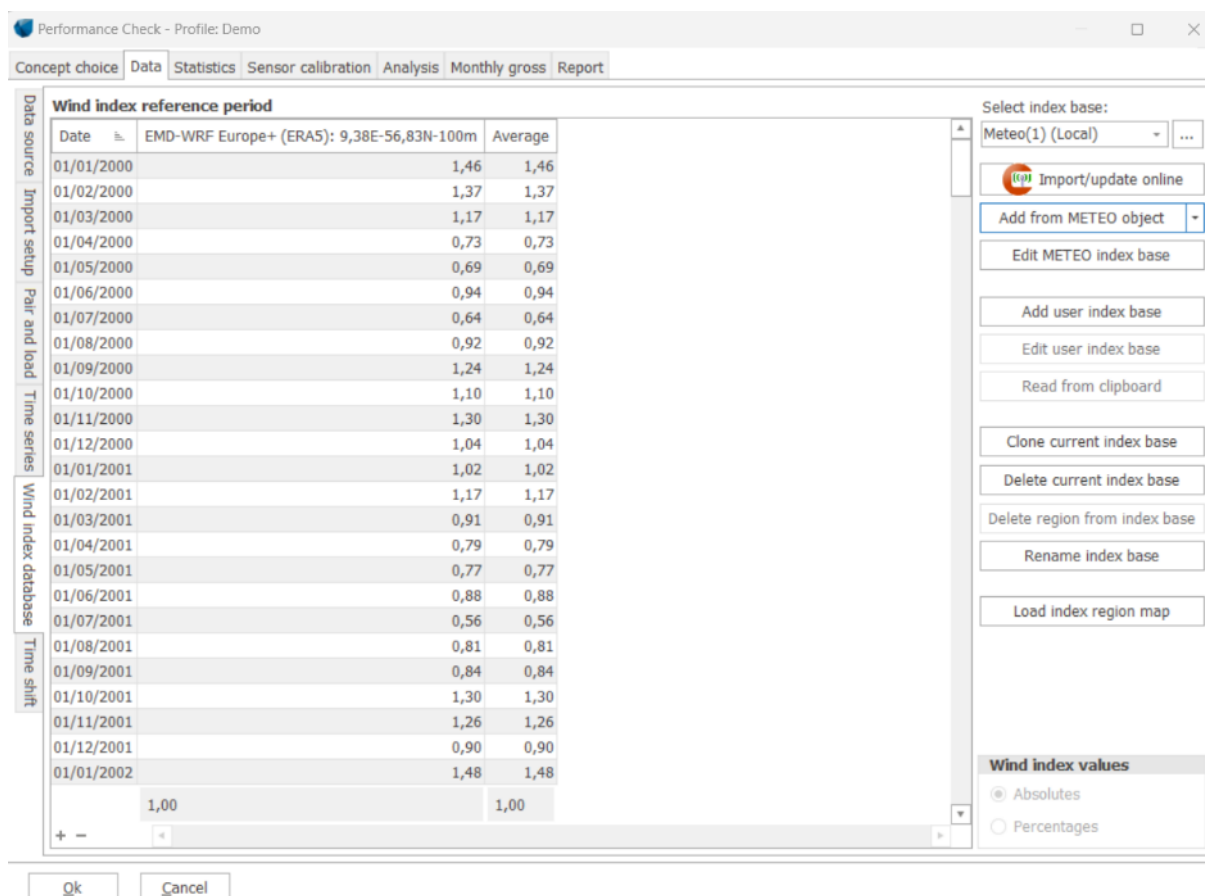 Performance Check - Profile: Demo
Concept choice Data Statistics Sensor calibration Analysis Monthly gross Report
Data source
Import setup
Pair and load
Time series
Wind index database
Time shift
Wind index reference period
Date EMD-WRF Europe+ (ERA5): 9,38E-56,83N-100m Average
01/01/2000 1,46 1,46
01/02/2000 1,37 1,37
01/03/2000 1,17 1,17
01/04/2000 0,73 0,73
01/05/2000 0,69 0,69
01/06/2000 0,94 0,94
01/07/2000 0,64 0,64
01/08/2000 0,92 0,92
01/09/2000 1,24 1,24
01/10/2000 1,10 1,10
01/11/2000 1,30 1,30
01/12/2000 1,04 1,04
01/01/2001 1,02 1,02
01/02/2001 1,17 1,17
01/03/2001 0,91 0,91
01/04/2001 0,79 0,79
01/05/2001 0,77 0,77
01/06/2001 0,88 0,88
01/07/2001 0,56 0,56
01/08/2001 0,81 0,81
01/09/2001 0,84 0,84
01/10/2001 1,30 1,30
01/11/2001 1,26 1,26
01/12/2001 0,90 0,90
01/01/2002 1,48 1,48
1,00 1,00
Select index base:
Meteo(1) (Local) ...
Import/update online
Add from METEO object
Edit METEO index base
Add user index base
Edit user index base
Read from clipboard
Clone current index base
Delete current index base
Delete region from index base
Rename index base
Load index region map
Wind index values
Absolutes
Percentages
Ok Cancel